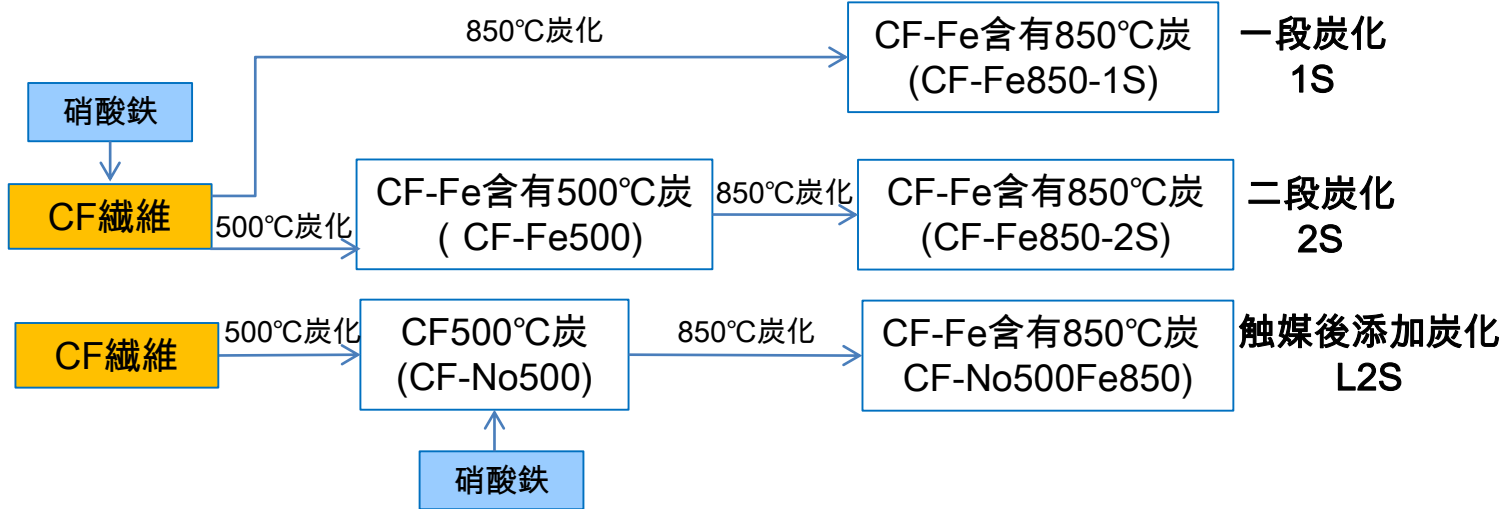 850℃炭化
CF-Fe含有850℃炭
(CF-Fe850-1S)
一段炭化
1S
硝酸鉄
CF繊維
500℃炭化
CF-Fe含有500℃炭
( CF-Fe500)
850℃炭化
CF-Fe含有850℃炭
(CF-Fe850-2S)
二段炭化
2S
CF繊維
500℃炭化
CF500℃炭
(CF-No500)
850℃炭化
CF-Fe含有850℃炭
CF-No500Fe850)
触媒後添加炭化
L2S
硝酸鉄